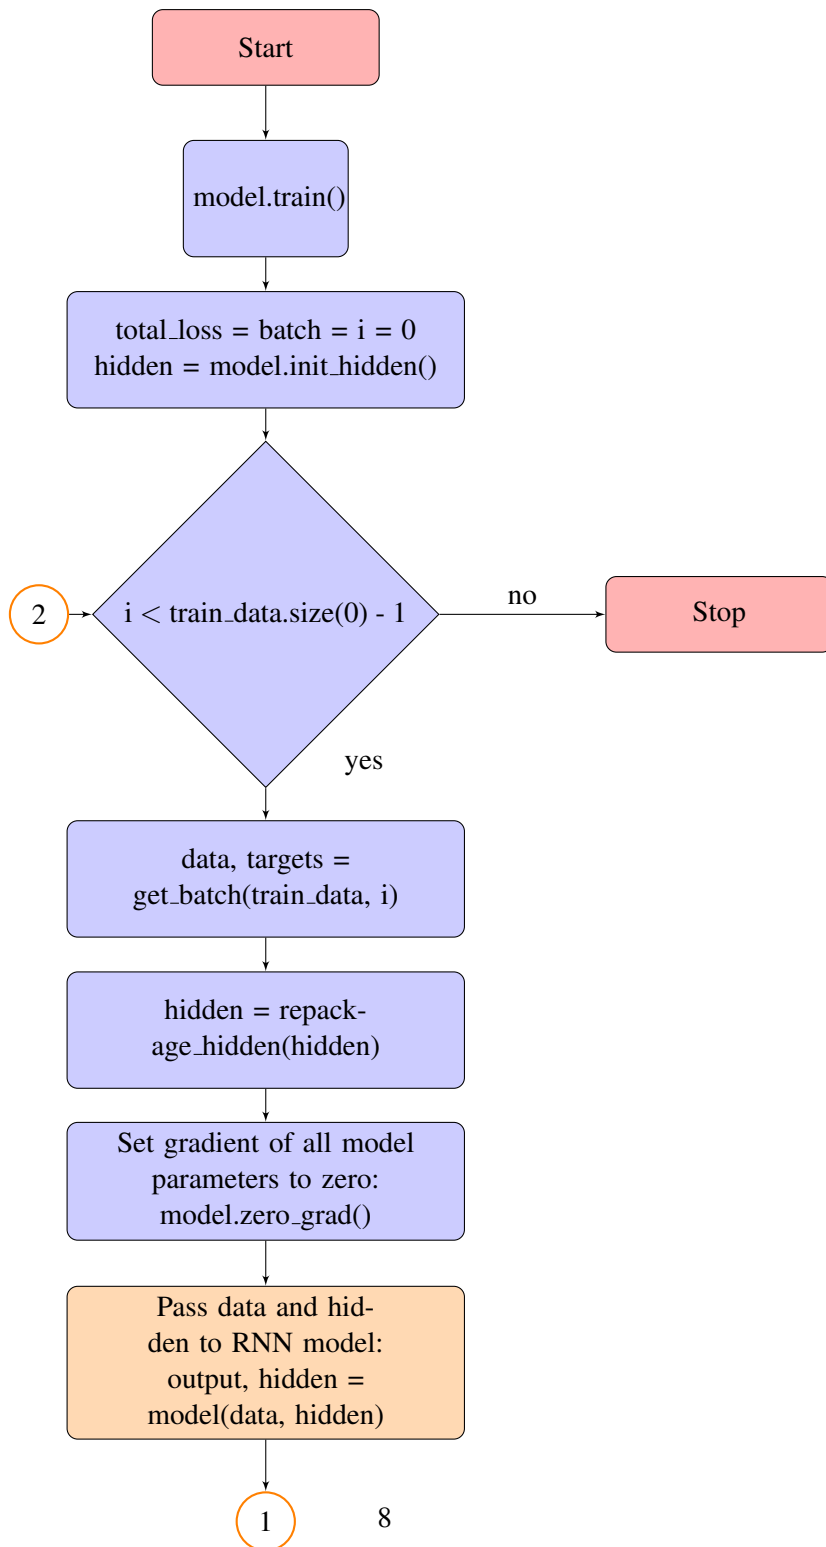 Start
model.train()
total_loss = batch = i = 0
hidden = model.init_hidden()
2
i < train_data.size(0) - 1
no
Stop
yes
data, targets =
get_batch(train_data, i)
hidden = repack-
age_hidden(hidden)
Set gradient of all model
parameters to zero:
model.zero_grad()
Pass data and hid-
den to RNN model:
output, hidden =
model(data, hidden)
1
8